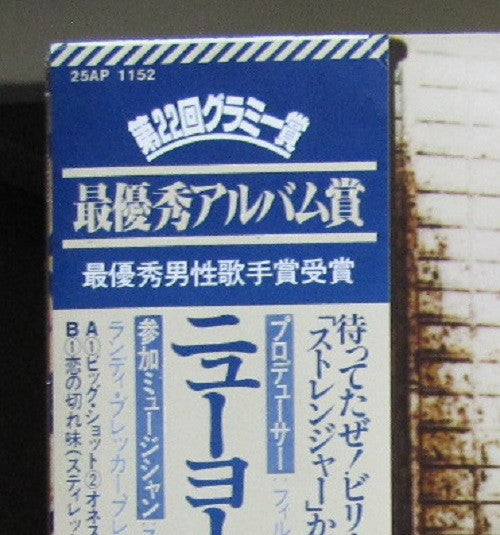 25AP 1152
第22回グラミー賞
最優秀アルバム賞
最優秀男性歌手賞受賞
待ってたぜ!ビリ
「ストレンジャー」か
プロデューサー:フィル
ニューヨー
参加ミュージシャン:
ランディ・ブレッカー ブレ
A①ビッグ・ショット②オネス
B①恋の切れ味(スティレッ